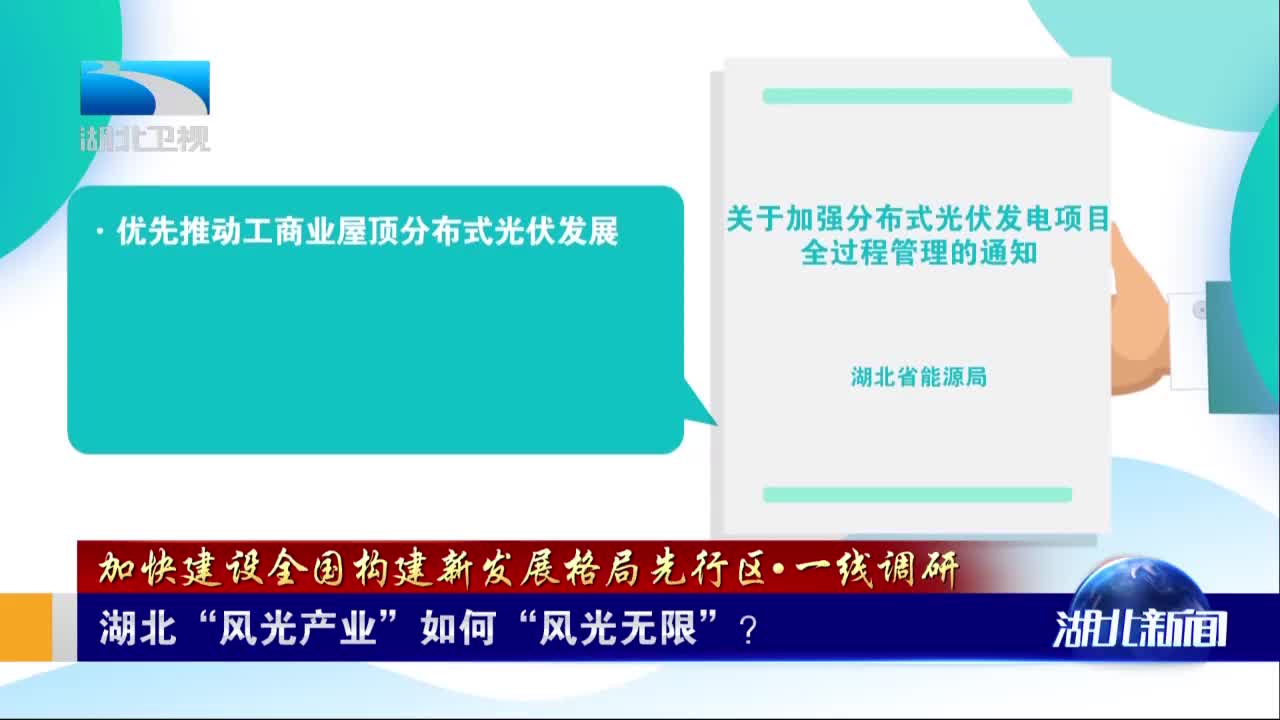 湖北卫视
·优先推动工商业屋顶分布式光伏发展
关于加强分布式光伏发电项目
全过程管理的通知
湖北省能源局
加快建设全国构建新发展格局先行区·一线调研
湖北“风光产业”如何“风光无限”?
湖北新闻